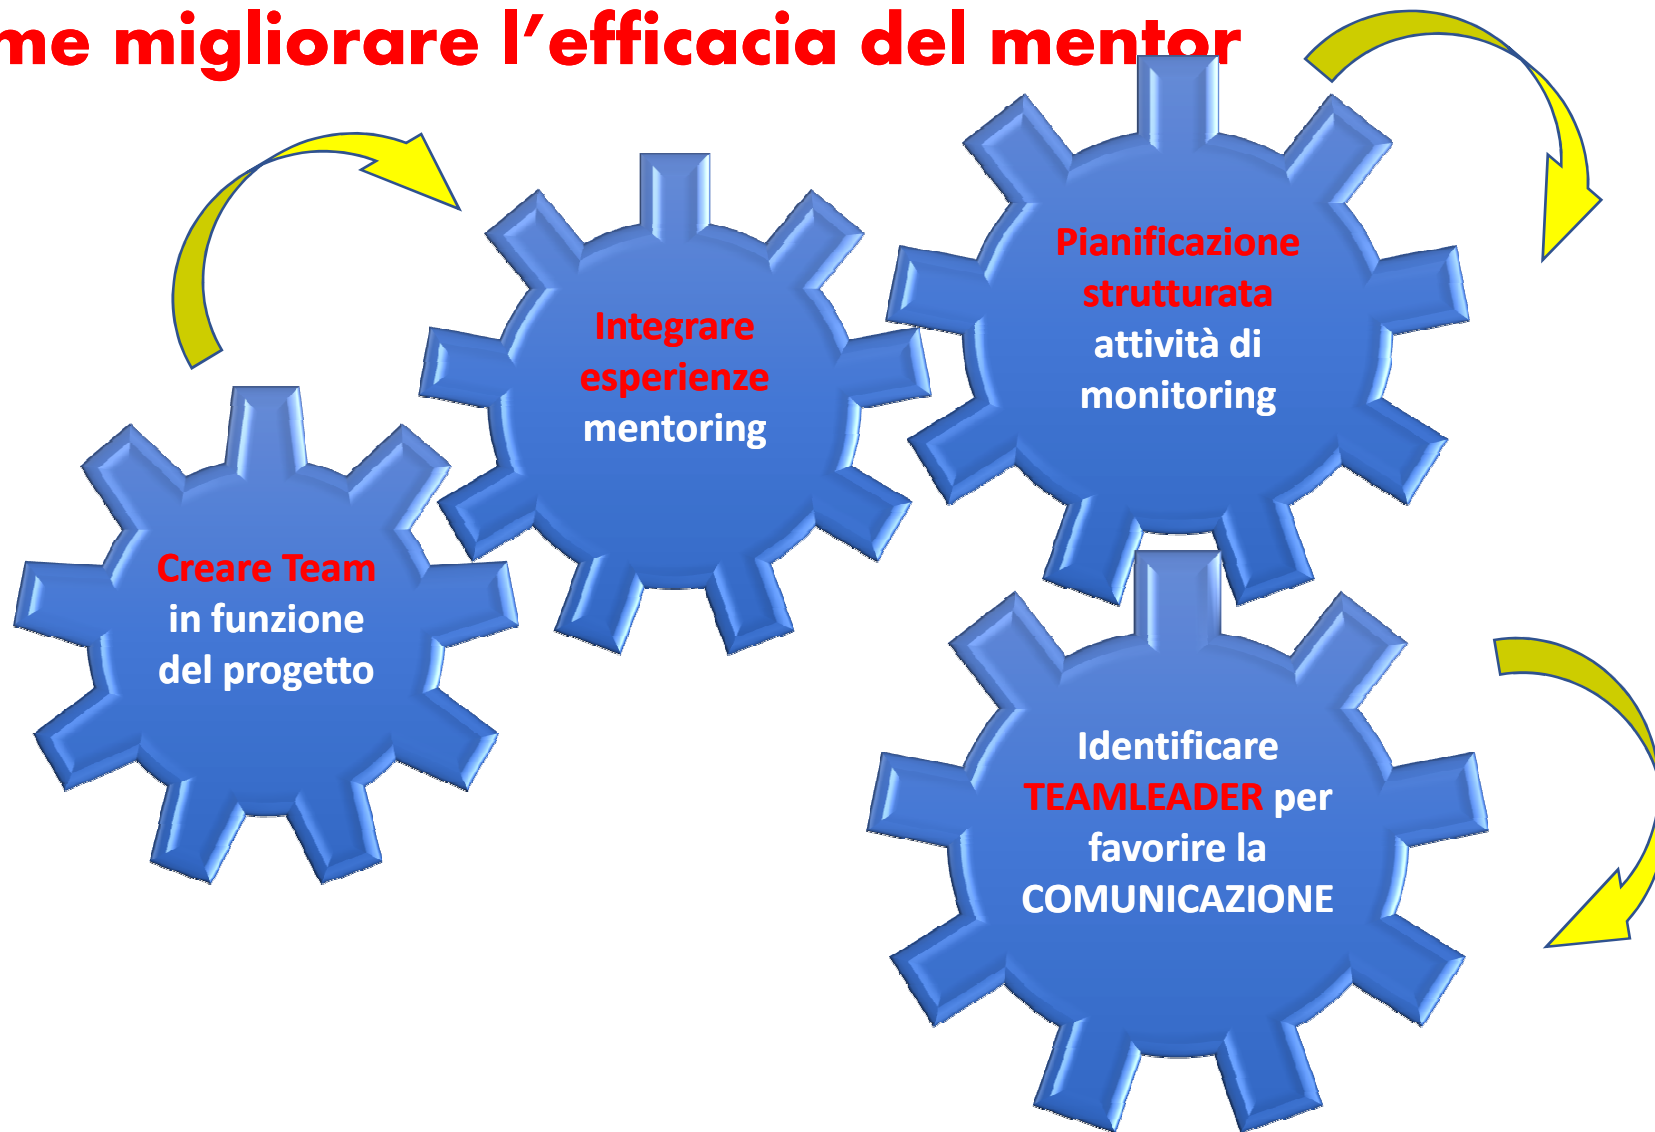 me migliorare l'efficacia del mentor
Creare Team
in funzione
del progetto
Integrare
esperienze
mentoring
Pianificazione
strutturata
attività di
monitoring
Identificare
TEAMLEADER per
favorire la
COMUNICAZIONE